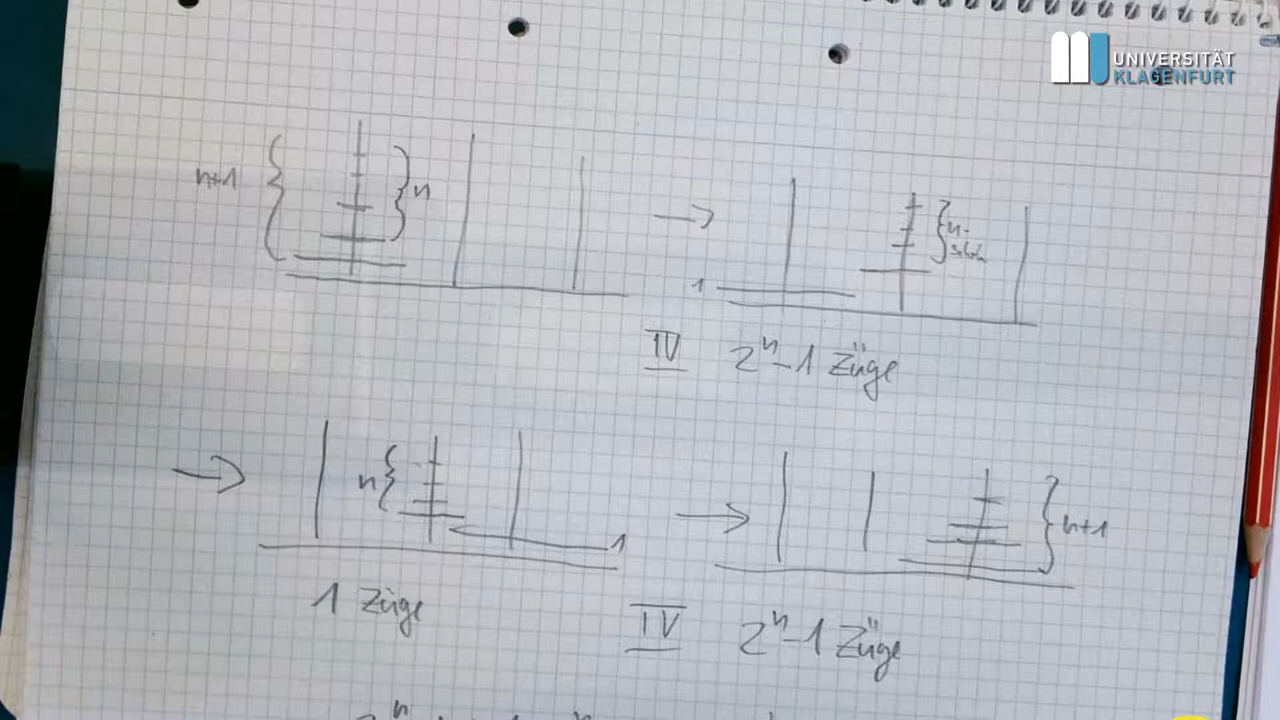 UNIVERSITÄT
KLAGENFURT
n+1
n
1
n-
IV 2ⁿ-1 Züge
n
1
n+1
1 Züge
IV 2ⁿ-1 Züge